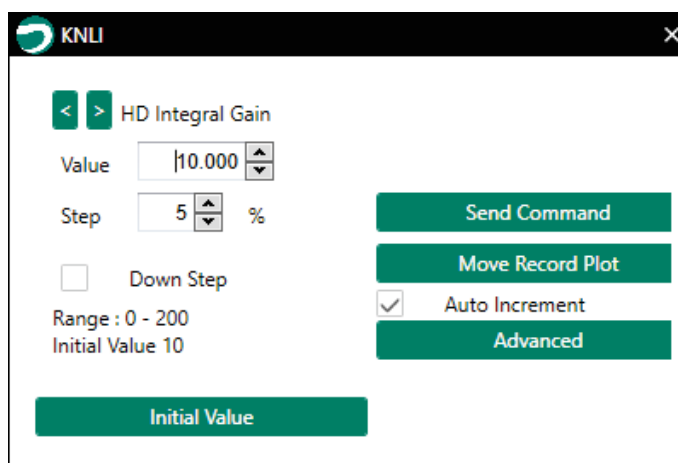 KNLI
< > HD Integral Gain
Value 10.000
Step 5 %
Send Command
Move Record Plot
Down Step
Auto Increment
Range : 0 - 200
Initial Value 10
Advanced
Initial Value